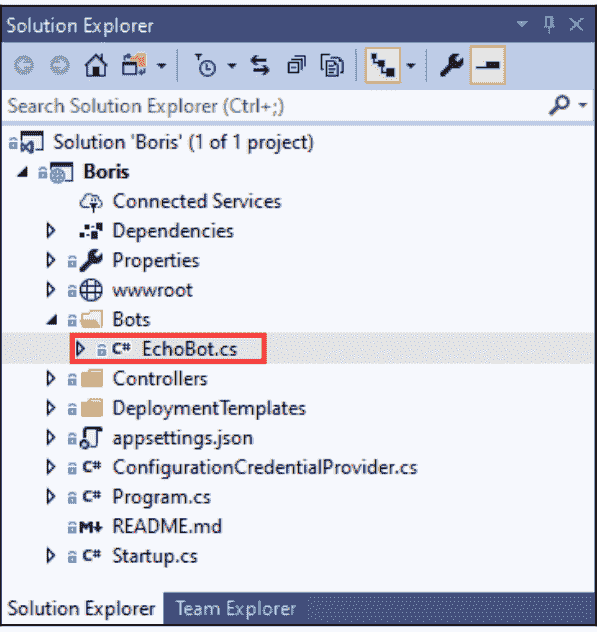 Solution Explorer
Search Solution Explorer (Ctrl+;)
Solution 'Boris' (1 of 1 project)
Boris
Connected Services
Dependencies
Properties
wwwroot
Bots
C# EchoBot.cs
Controllers
DeploymentTemplates
appsettings.json
C# ConfigurationCredentialProvider.cs
C# Program.cs
M↓ README.md
C# Startup.cs
Solution Explorer Team Explorer